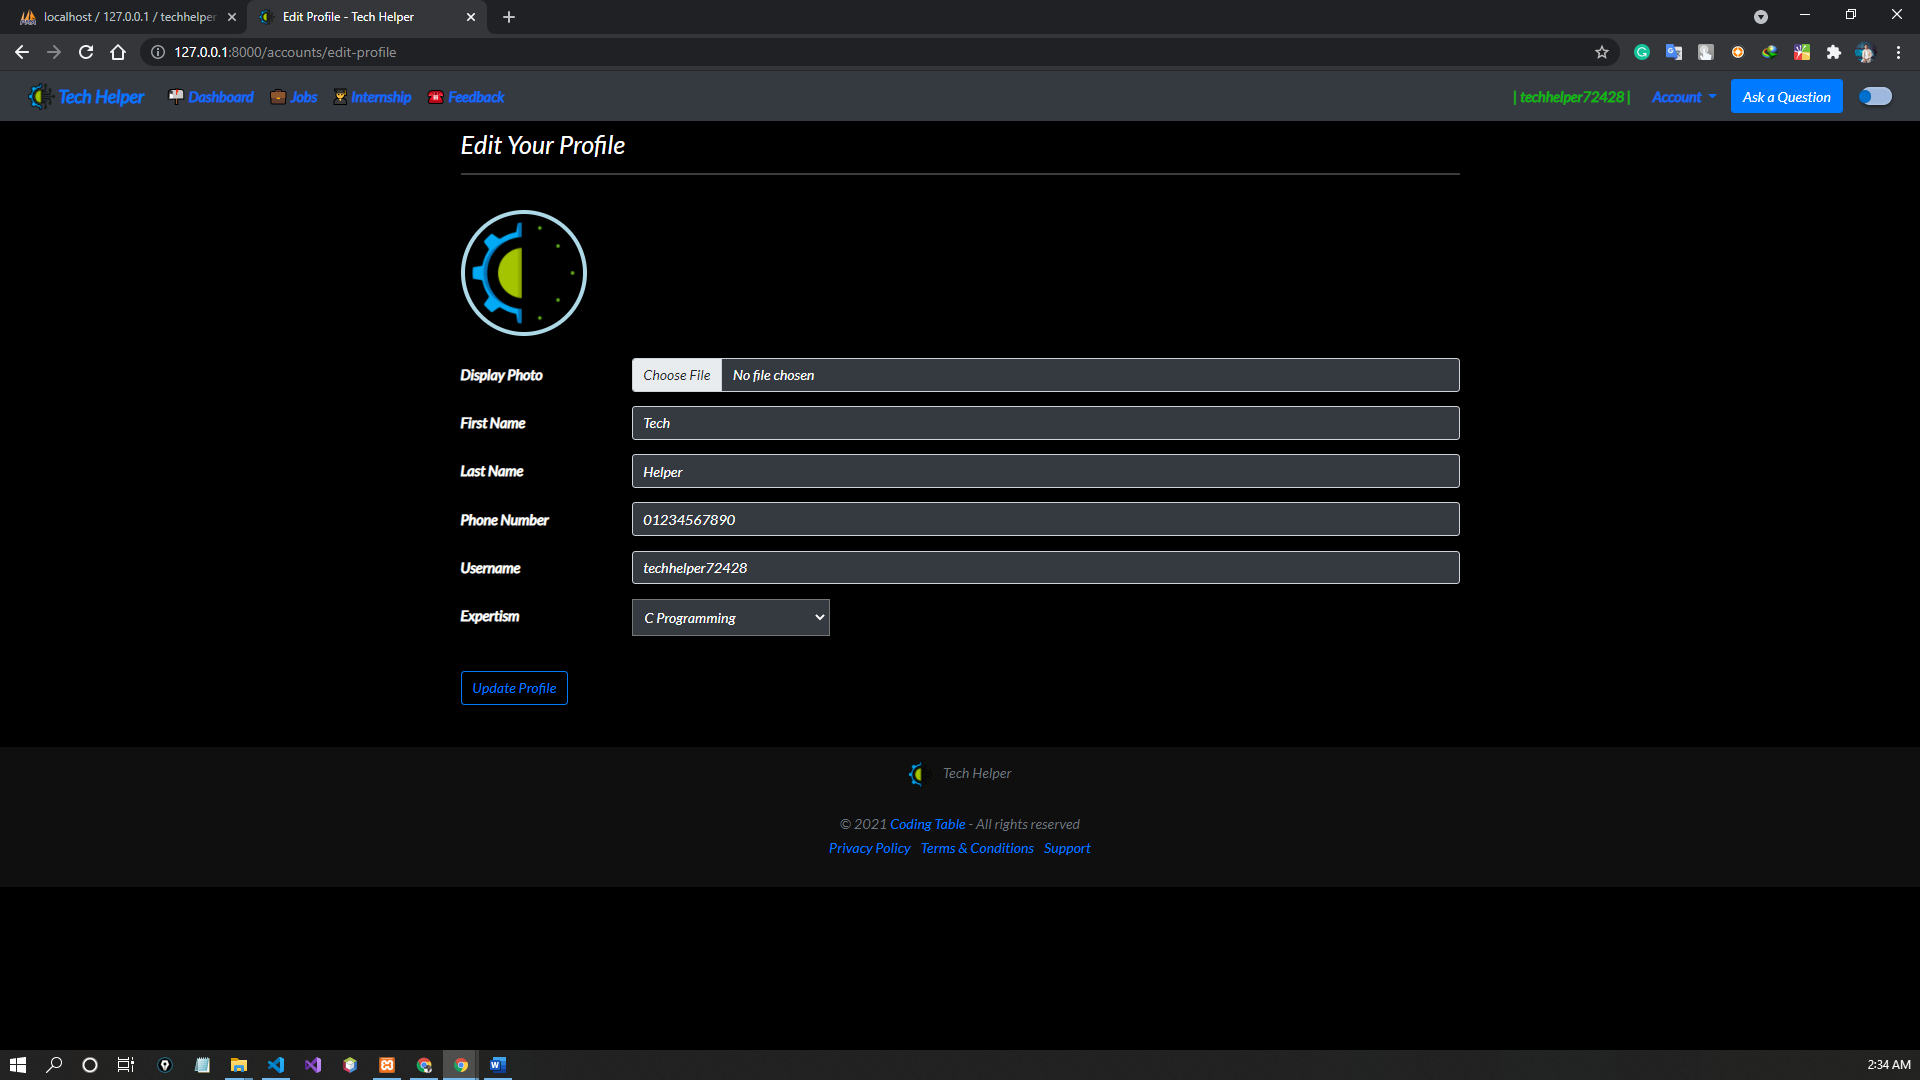 localhost / 127.0.0.1 / techhelper
Edit Profile - Tech Helper
127.0.0.1:8000/accounts/edit-profile
Tech Helper
Dashboard
Jobs
Internship
Feedback
| techhelper72428 |
Account
Ask a Question
Edit Your Profile
Display Photo
Choose File
No file chosen
First Name
Tech
Last Name
Helper
Phone Number
01234567890
Username
techhelper72428
Expertism
C Programming
Update Profile
Tech Helper
© 2021 Coding Table - All rights reserved
Privacy Policy Terms & Conditions Support
2:34 AM